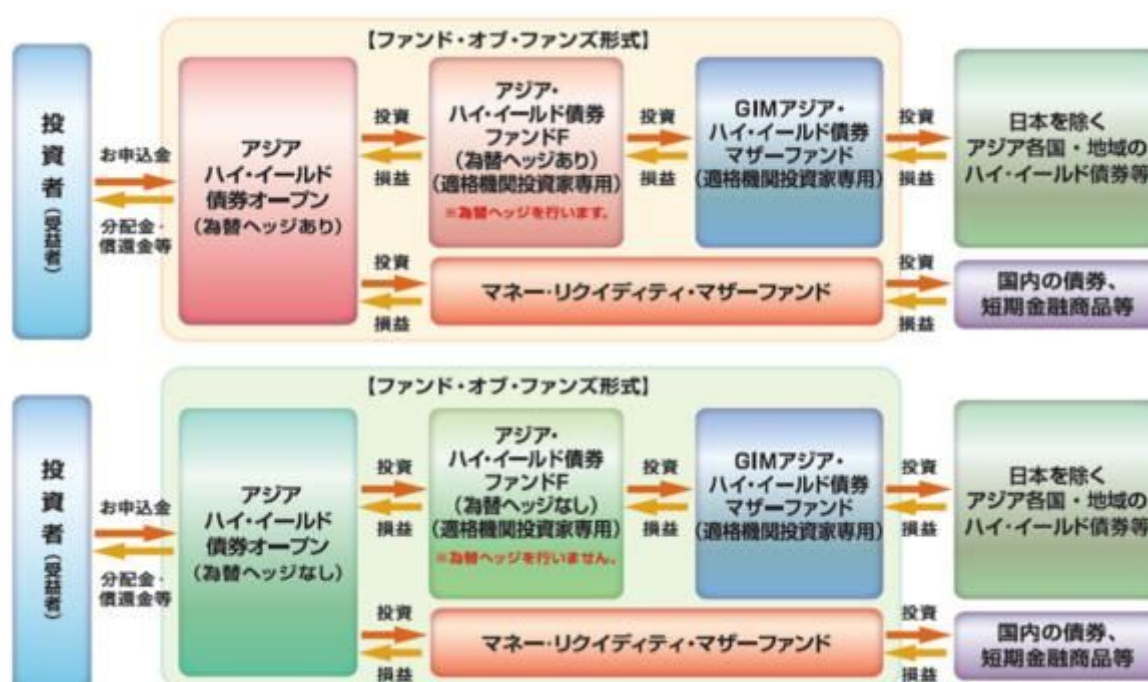 【ファンド・オブ・ファンズ形式】
投資者(受益者)
お申込金
分配金・
償還金等
アジア
ハイ・イールド
債券オープン
(為替ヘッジあり)
投資
損益
アジア・
ハイ・イールド債券
ファンドF
(為替ヘッジあり)
(適格機関投資家専用)
※為替ヘッジを行います。
投資
損益
GIMアジア・
ハイ・イールド債券
マザーファンド
(適格機関投資家専用)
投資
損益
日本を除く
アジア各国・地域の
ハイ・イールド債券等
投資
損益
マネー・リクイディティ・マザーファンド
投資
損益
国内の債券、
短期金融商品等
【ファンド・オブ・ファンズ形式】
投資者(受益者)
お申込金
分配金・
償還金等
アジア
ハイ・イールド
債券オープン
(為替ヘッジなし)
投資
損益
アジア・
ハイ・イールド債券
ファンドF
(為替ヘッジなし)
(適格機関投資家専用)
※為替ヘッジを行いません。
投資
損益
GIMアジア・
ハイ・イールド債券
マザーファンド
(適格機関投資家専用)
投資
損益
日本を除く
アジア各国・地域の
ハイ・イールド債券等
投資
損益
マネー・リクイディティ・マザーファンド
投資
損益
国内の債券、
短期金融商品等